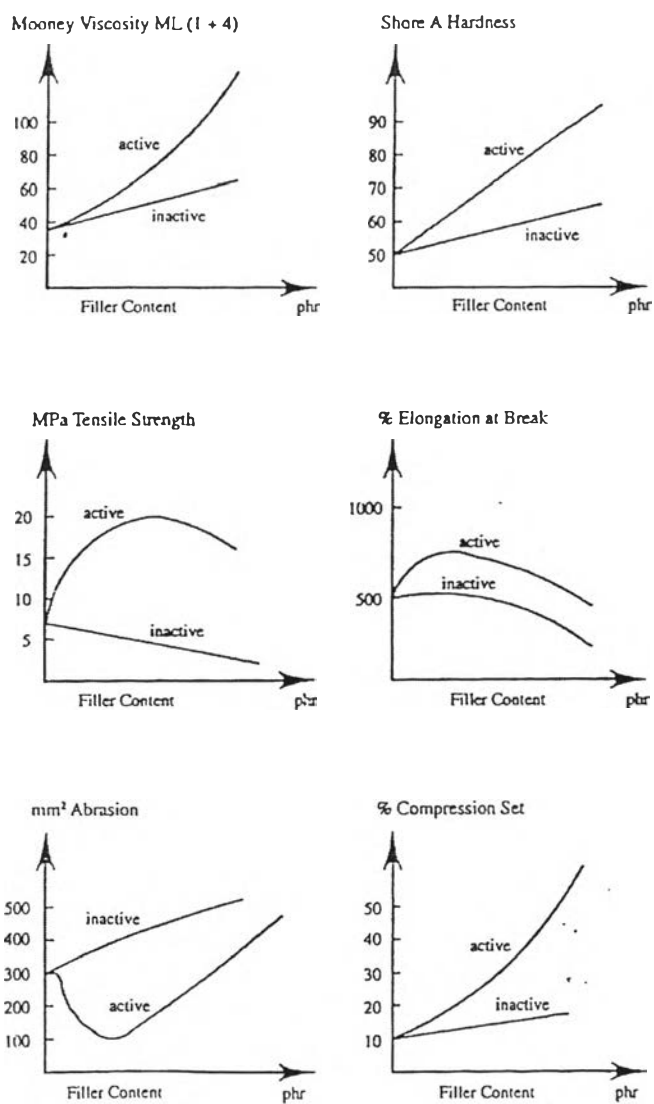 Mooney Viscosity ML (1 + 4)
100
80
60
40
20
active
inactive
Filler Content phr
Shore A Hardness
90
80
70
60
50
active
inactive
Filler Content phr
MPa Tensile Strength
20
15
10
5
active
inactive
Filler Content phr
% Elongation at Break
1000
500
active
inactive
Filler Content phr
mm² Abrasion
500
400
300
200
100
inactive
active
Filler Content phr
% Compression Set
50
40
30
20
10
active
inactive
Filler Content phr